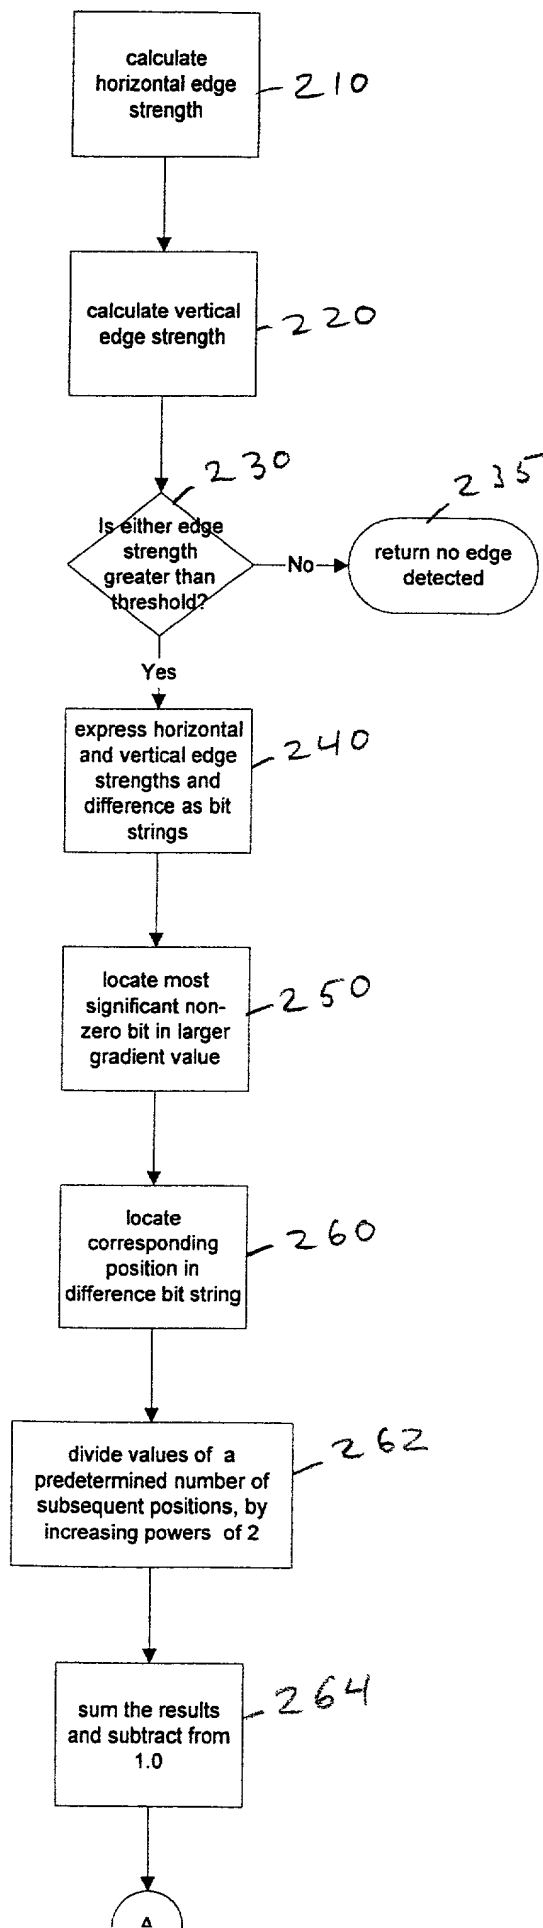 calculate
horizontal edge
strength
210
calculate vertical
edge strength
220
230
Is either edge
strength
greater than
threshold?
No
235
return no edge
detected
Yes
express horizontal
and vertical edge
strengths and
difference as bit
strings
240
locate most
significant non-
zero bit in larger
gradient value
250
locate
corresponding
position in
difference bit string
260
divide values of a
predetermined number of
subsequent positions, by
increasing powers of 2
262
sum the results
and subtract from
1.0
264
A